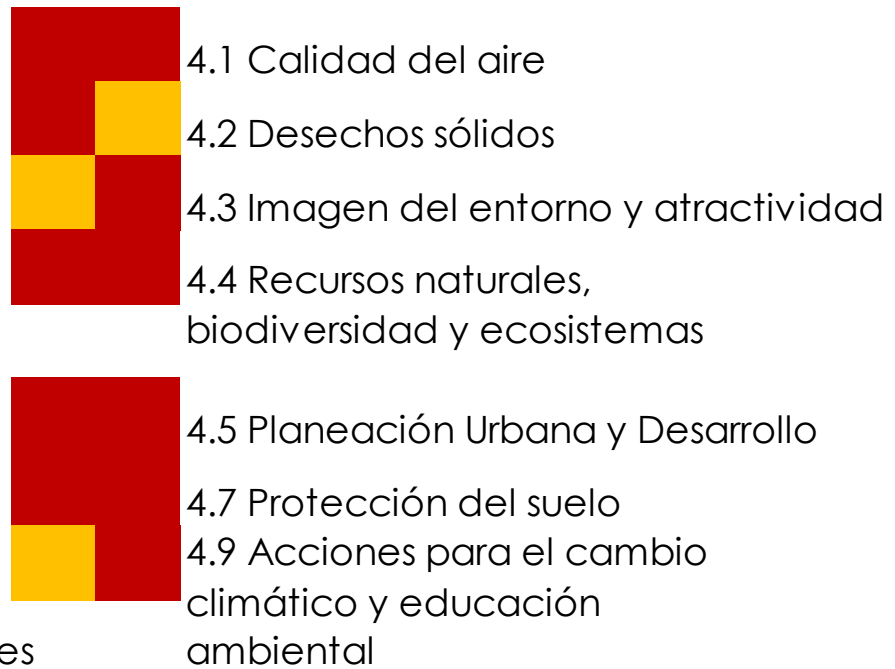 4.1 Calidad del aire
4.2 Desechos sólidos
4.3 Imagen del entorno y atractividad
4.4 Recursos naturales,
biodiversidad y ecosistemas
4.5 Planeación Urbana y Desarrollo
4.7 Protección del suelo
4.9 Acciones para el cambio
climático y educación
es ambiental